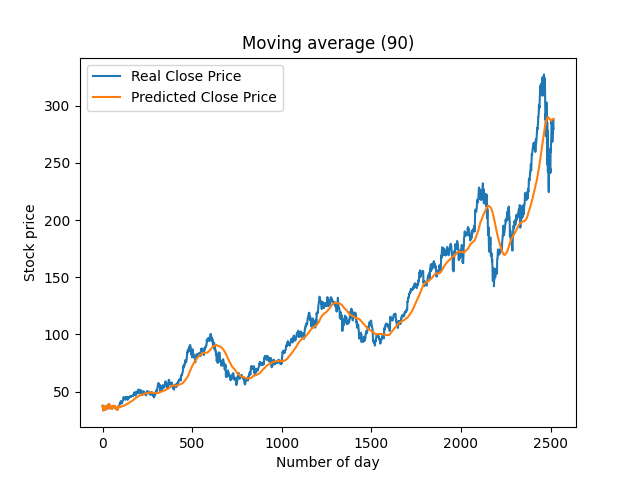 Moving average (90)
Real Close Price
Predicted Close Price
Stock price
300
250
200
150
100
50
0
500
1000
1500
2000
2500
Number of day